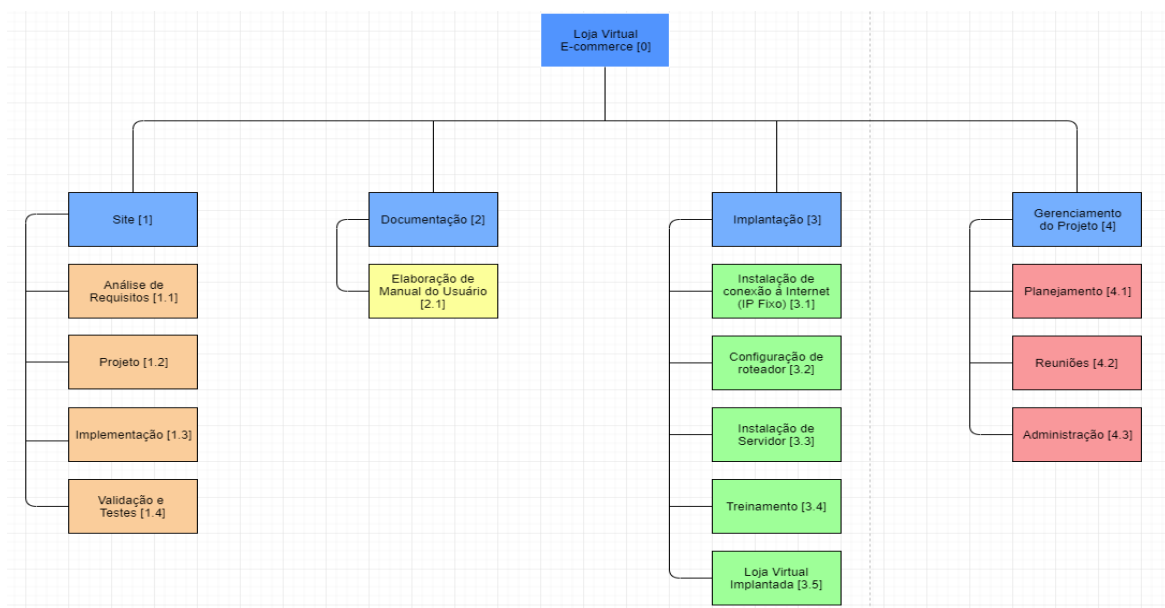 Loja Virtual
E-commerce [0]
Site [1]
Documentação [2]
Implantação [3]
Gerenciamento
do Projeto [4]
Análise de
Requisitos [1.1]
Projeto [1.2]
Implementação [1.3]
Validação e
Testes [1.4]
Elaboração de
Manual do Usuário
[2.1]
Instalação de
conexão á Internet
(IP Fixo) [3.1]
Configuração de
roteador [3.2]
Instalação de
Servidor [3.3]
Treinamento [3.4]
Loja Virtual
Implantada [3.5]
Planejamento [4.1]
Reuniões [4.2]
Administração [4.3]